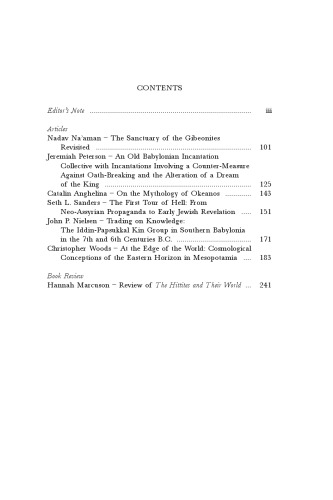 CONTENTS
Editor's Note ........................................................................ iii
Articles
Nadav Na'aman – The Sanctuary of the Gibeonites
Revisited ...................................................................... 101
Jeremiah Peterson – An Old Babylonian Incantation
Collective with Incantations Involving a Counter-Measure
Against Oath-Breaking and the Alteration of a Dream
of the King .................................................................. 125
Catalin Anghelina – On the Mythology of Okeanos ............ 143
Seth L. Sanders – The First Tour of Hell: From
Neo-Assyrian Propaganda to Early Jewish Revelation ..... 151
John P. Nielsen – Trading on Knowledge:
The Iddin-Papsukkal Kin Group in Southern Babylonia
in the 7th and 6th Centuries B.C. ................................. 171
Christopher Woods – At the Edge of the World: Cosmological
Conceptions of the Eastern Horizon in Mesopotamia .... 183
Book Review
Hannah Marcuson – Review of The Hittites and Their World ... 241